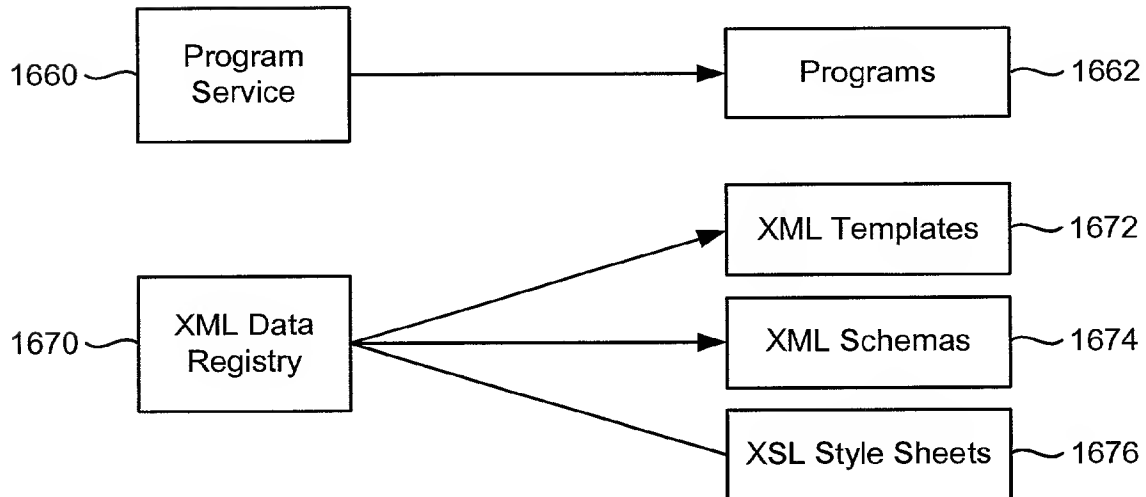 1660
Program
Service
Programs
1662
XML Templates
1672
1670
XML Data
Registry
XML Schemas
1674
XSL Style Sheets
1676